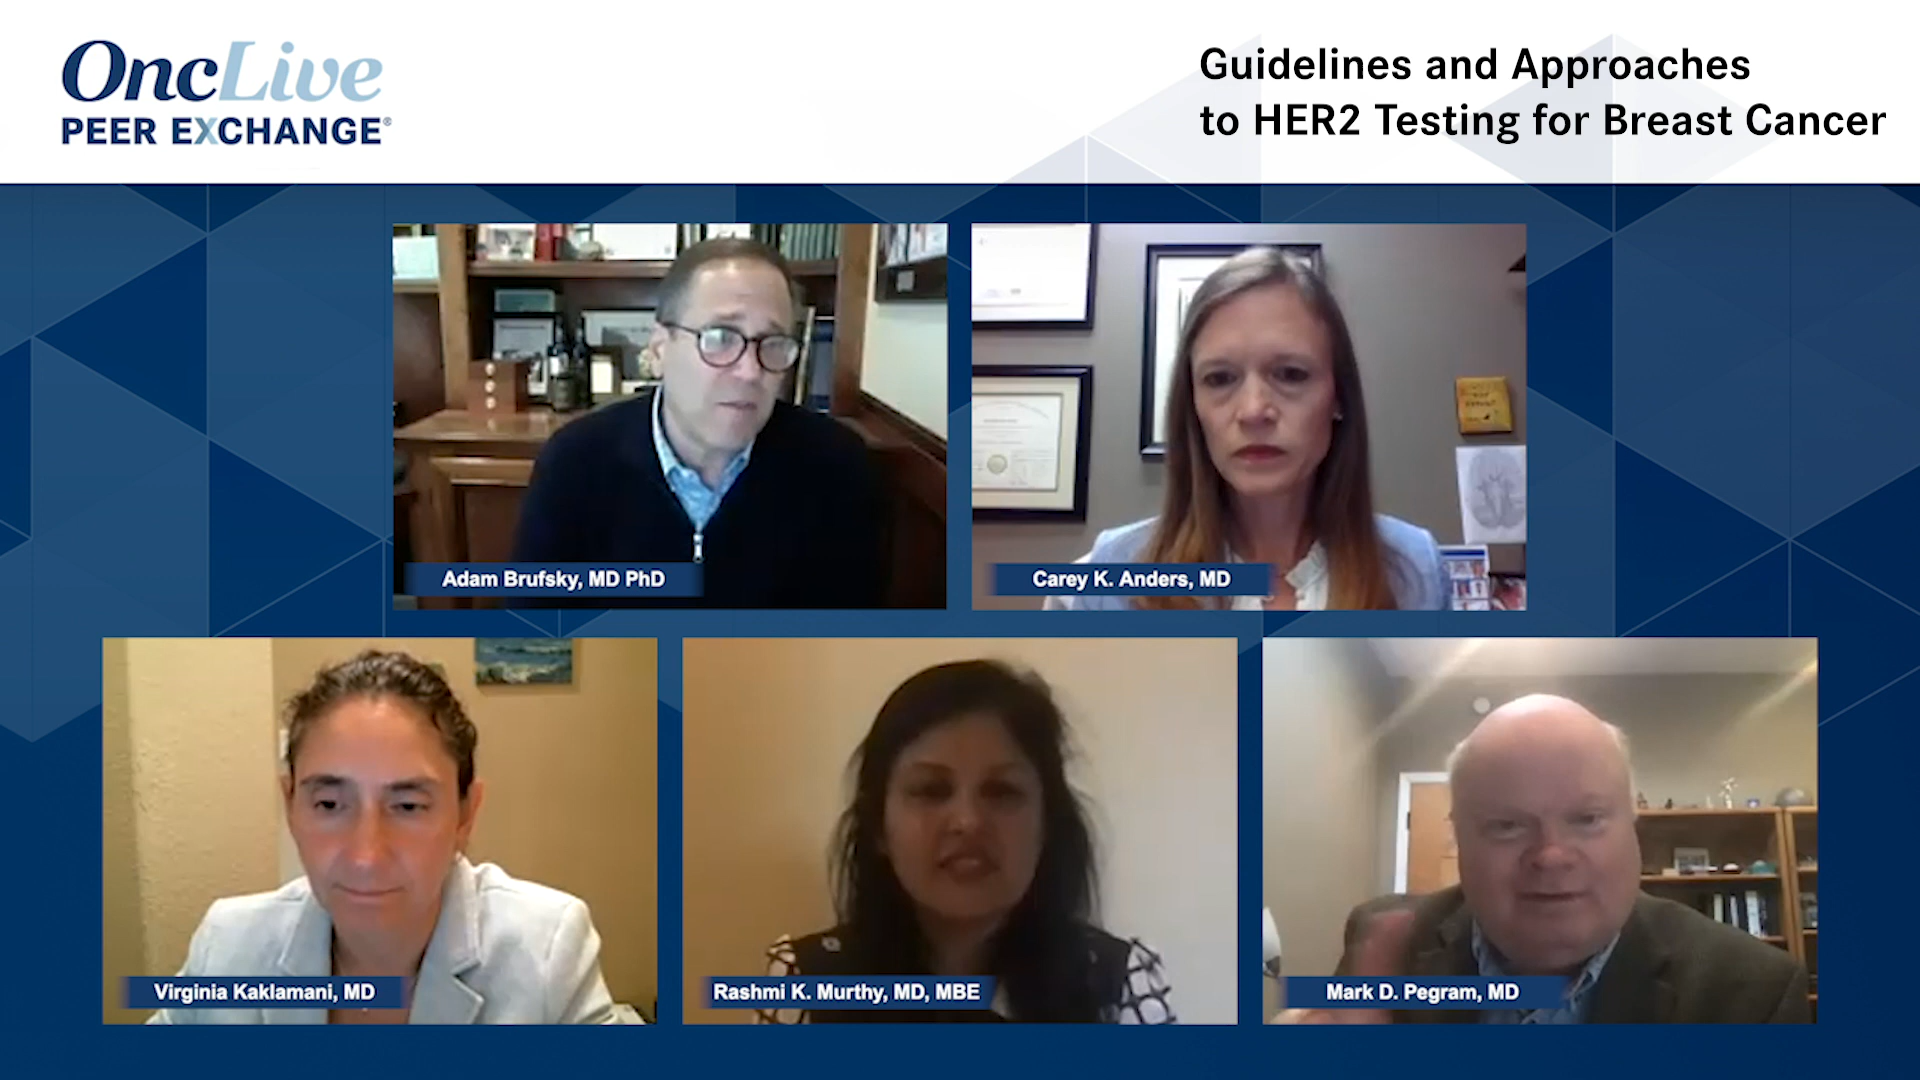 OncLive
PEER EXCHANGE®
Guidelines and Approaches
to HER2 Testing for Breast Cancer
Adam Brufsky, MD PhD
Carey K. Anders, MD
Virginia Kaklamani, MD
Rashmi K. Murthy, MD, MBE
Mark D. Pegram, MD